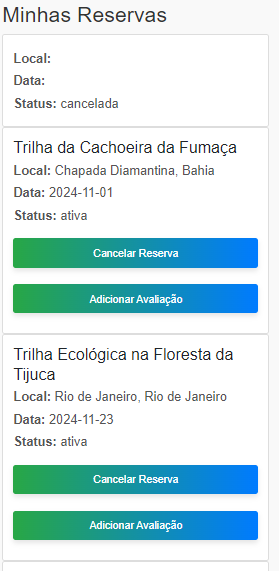 Minhas Reservas
Local:
Data:
Status: cancelada
Trilha da Cachoeira da Fumaça
Local: Chapada Diamantina, Bahia
Data: 2024-11-01
Status: ativa
Cancelar Reserva
Adicionar Avaliação
Trilha Ecológica na Floresta da
Tijuca
Local: Rio de Janeiro, Rio de Janeiro
Data: 2024-11-23
Status: ativa
Cancelar Reserva
Adicionar Avaliação